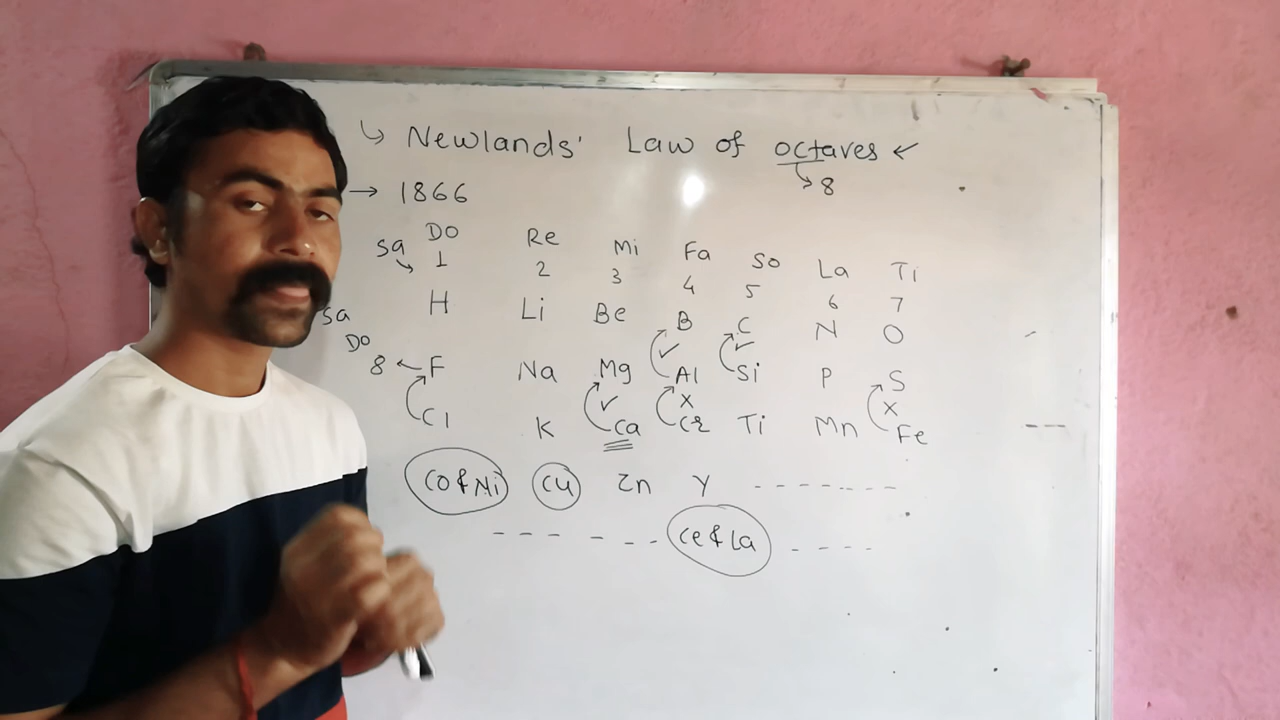 ↳ Newlands' Law of octaves ←
→ 1866 ↳ 8
Sa Do Re Mi Fa So La Ti
1 2 3 4 5 6 7
Sa H Li Be B C N O
Do
8 ← F Na Mg Al Si P S
Cl K Ca Cr Ti Mn Fe
Co & Ni Cu Zn Y - - - - - - -
- - - - - - Ce & La - - - -